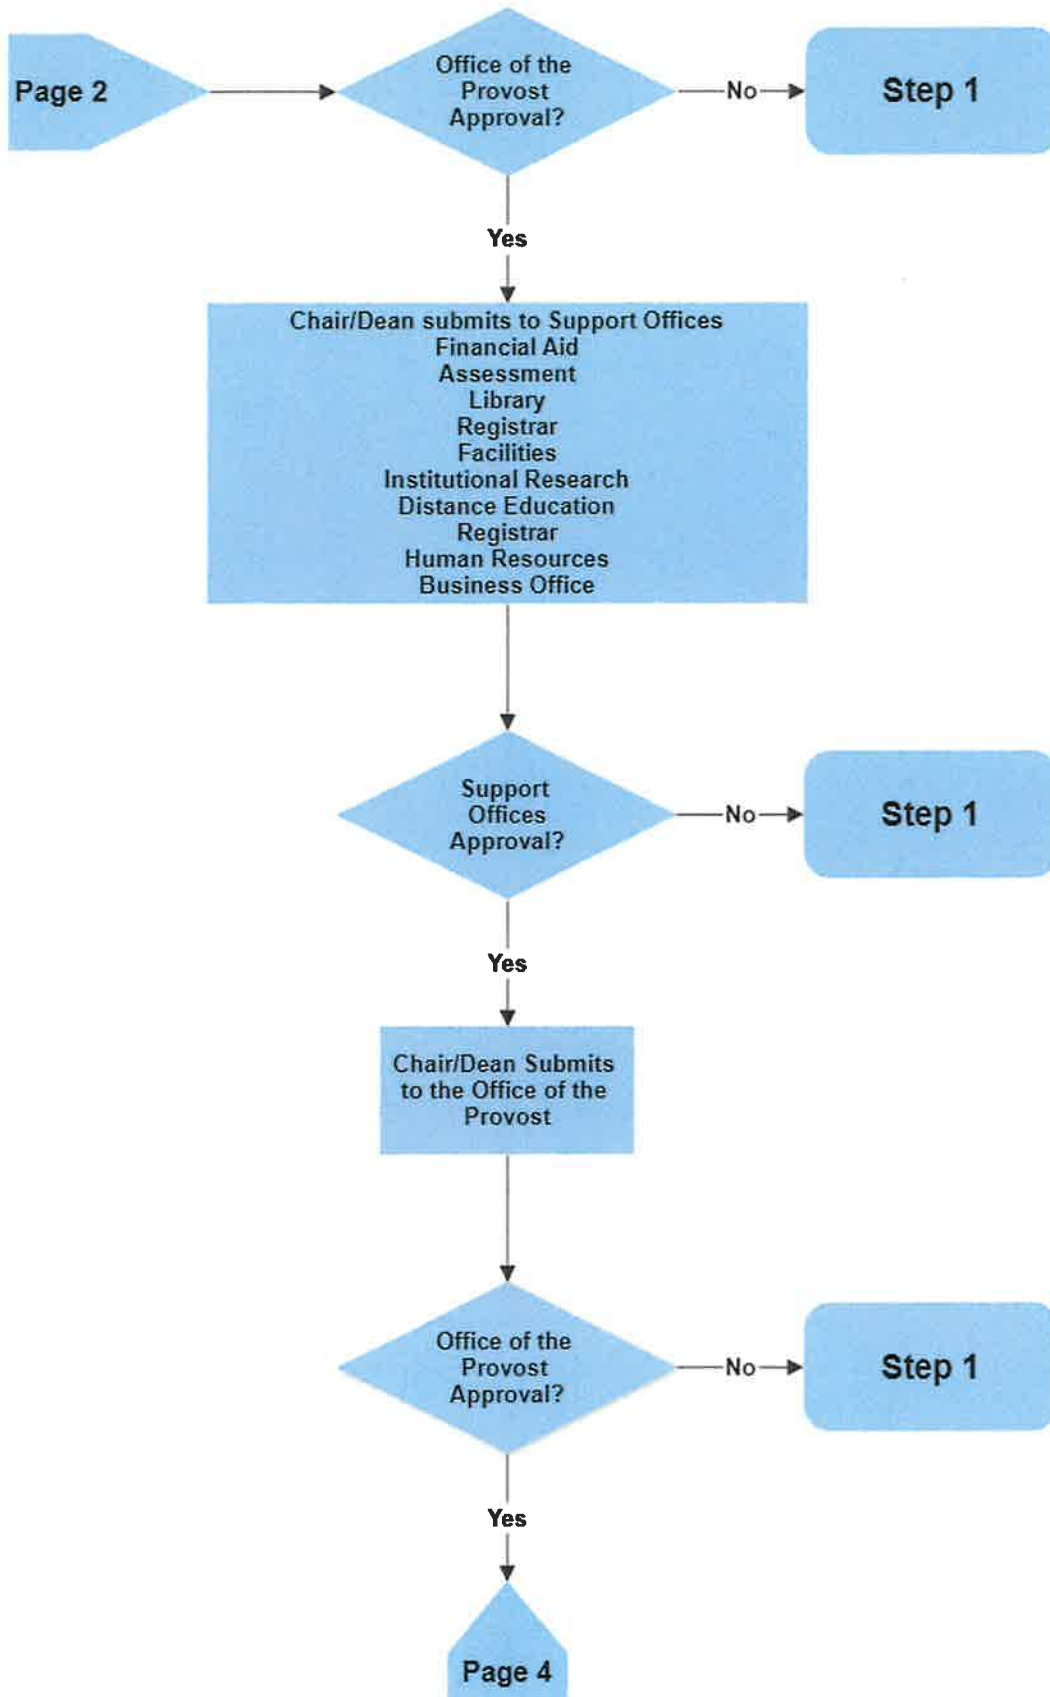 Page 2
Office of the
Provost
Approval?
No
Step 1
Yes
Chair/Dean submits to Support Offices
Financial Aid
Assessment
Library
Registrar
Facilities
Institutional Research
Distance Education
Registrar
Human Resources
Business Office
Support
Offices
Approval?
No
Step 1
Yes
Chair/Dean Submits
to the Office of the
Provost
Office of the
Provost
Approval?
No
Step 1
Yes
Page 4